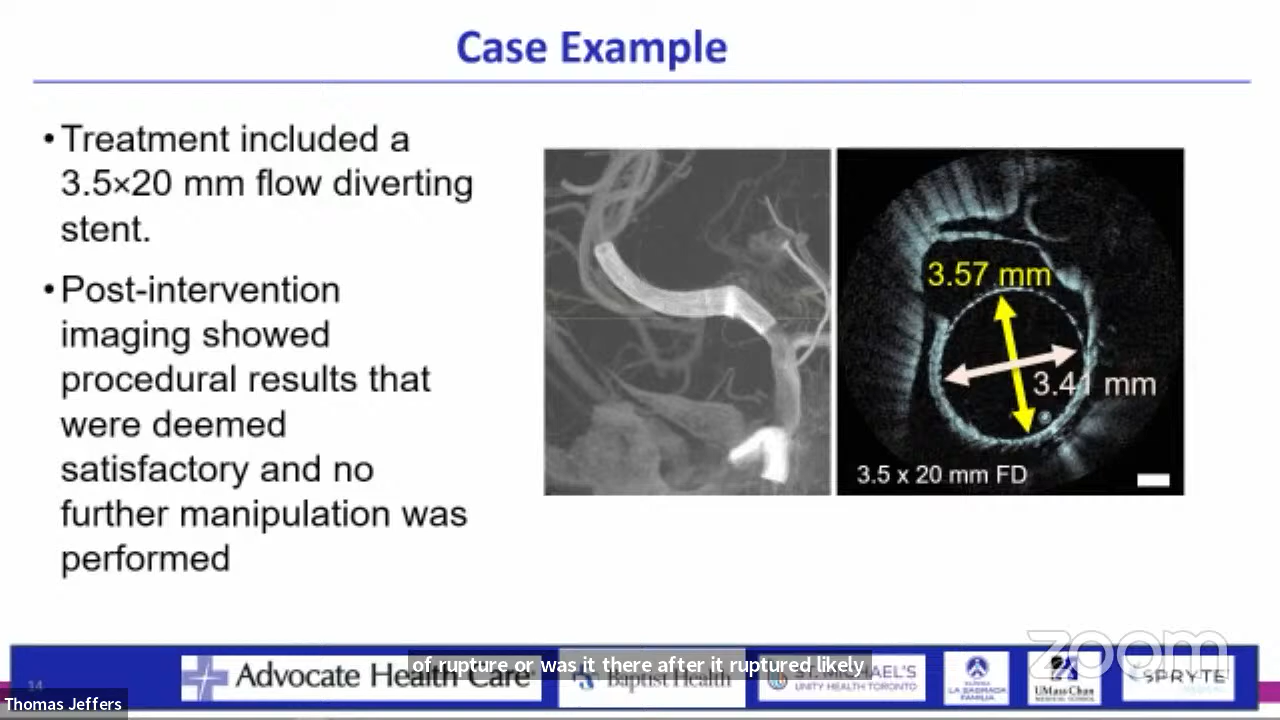 Case Example
•Treatment included a
3.5×20 mm flow diverting
stent.
•Post-intervention
imaging showed
procedural results that
were deemed
satisfactory and no
further manipulation was
performed
3.57 mm
3.41 mm
3.5 x 20 mm FD
zoom
of rupture or was it there after it ruptured likely
Advocate Health Care
Baptist Health
ST. MICHAEL'S
UNITY HEALTH TORONTO
CLÍNICA
LA SAGRADA
FAMILIA
UMass Chan
MEDICAL SCHOOL
SPRYTE
MEDICAL
14
Thomas Jeffers